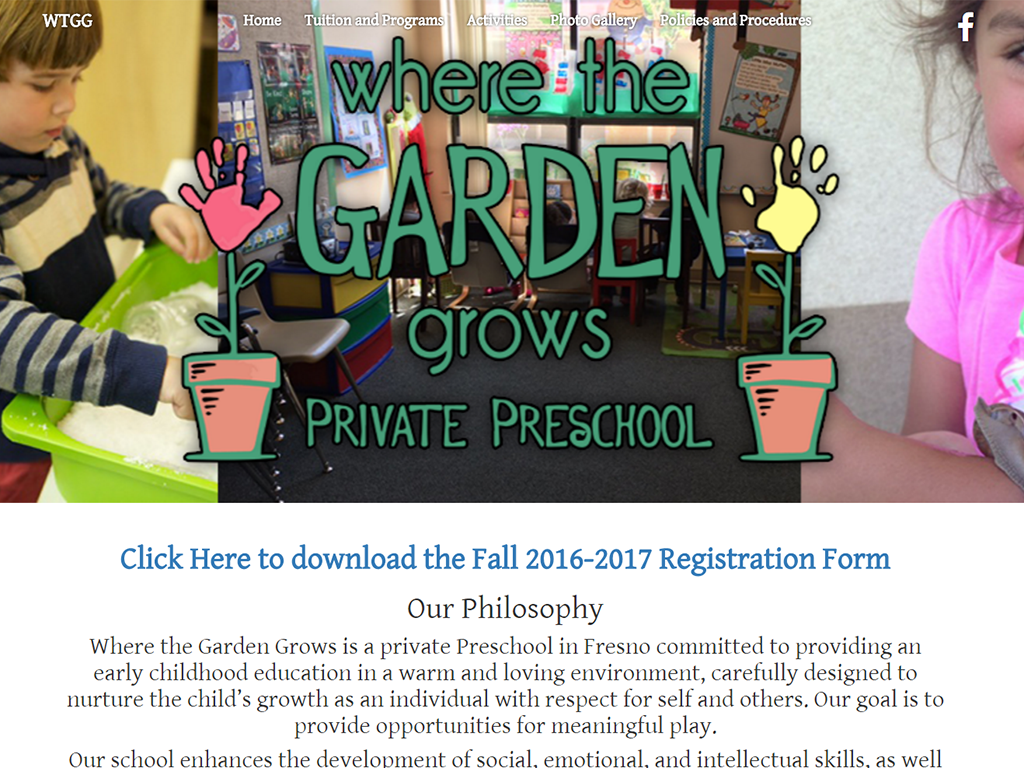 WTGG
Home Tuition and Programs Activities Photo Gallery Policies and Procedures
f
where the
GARDEN
grows
PRIVATE PRESCHOOL
Click Here to download the Fall 2016-2017 Registration Form
Our Philosophy
Where the Garden Grows is a private Preschool in Fresno committed to providing an
early childhood education in a warm and loving environment, carefully designed to
nurture the child's growth as an individual with respect for self and others. Our goal is to
provide opportunities for meaningful play.
Our school enhances the development of social, emotional, and intellectual skills, as well